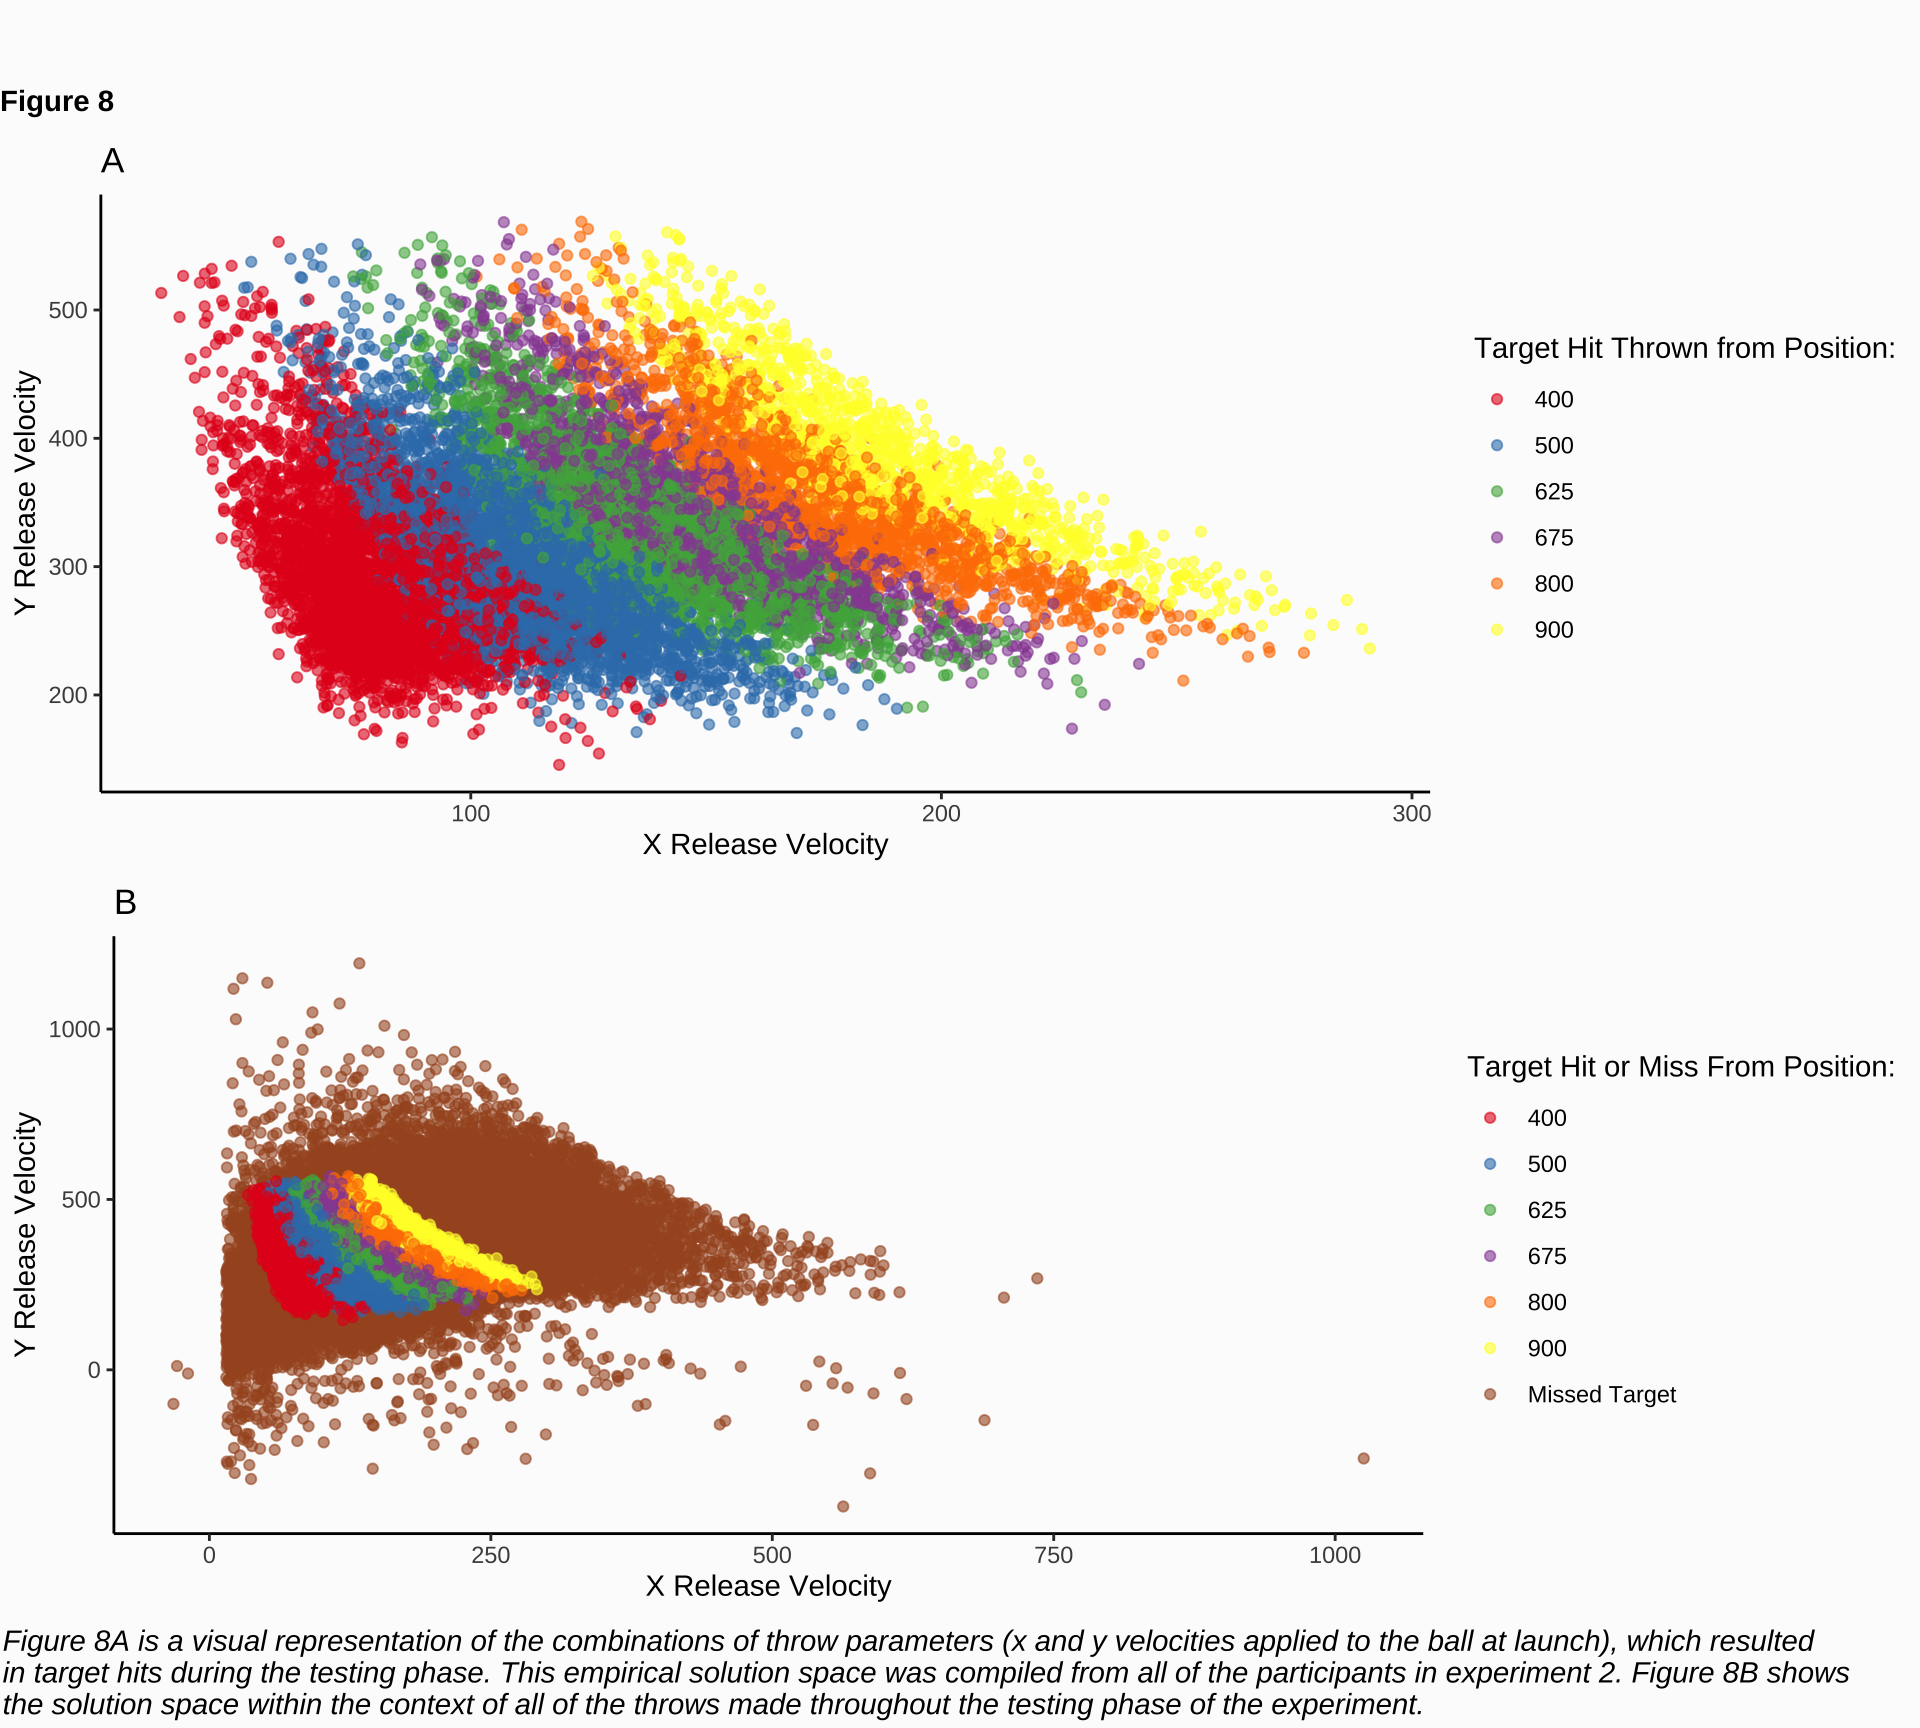 Figure 8
A
500
400
300
200
Y Release Velocity
100
200
300
X Release Velocity
Target Hit Thrown from Position:
400
500
625
675
800
900
B
1000
500
0
Y Release Velocity
0
250
500
750
1000
X Release Velocity
Target Hit or Miss From Position:
400
500
625
675
800
900
Missed Target
Figure 8A is a visual representation of the combinations of throw parameters (x and y velocities applied to the ball at launch), which resulted
in target hits during the testing phase. This empirical solution space was compiled from all of the participants in experiment 2. Figure 8B shows
the solution space within the context of all of the throws made throughout the testing phase of the experiment.